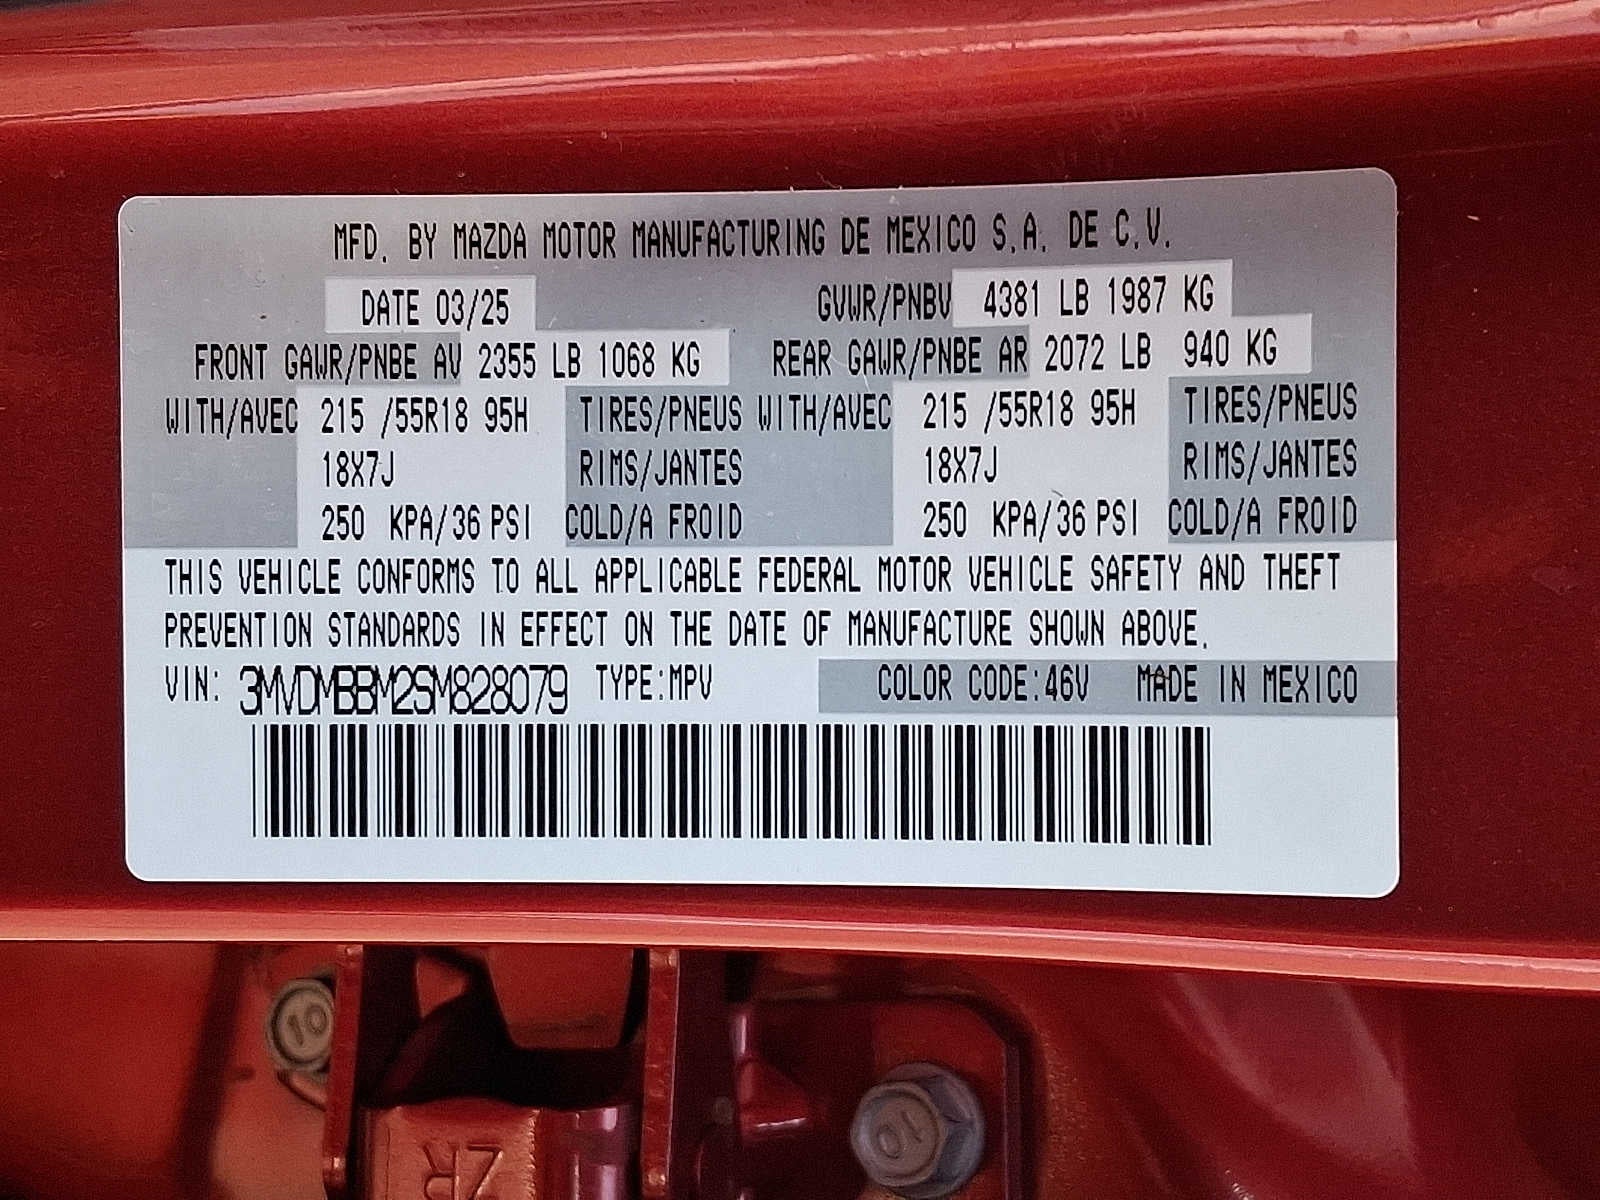 MFD. BY MAZDA MOTOR MANUFACTURING DE MEXICO S.A. DE C.V.
DATE 03/25 GVWR/PNBV 4381 LB 1987 KG
FRONT GAWR/PNBE AV 2355 LB 1068 KG REAR GAWR/PNBE AR 2072 LB 940 KG
WITH/AVEC 215 /55R18 95H TIRES/PNEUS WITH/AVEC 215 /55R18 95H TIRES/PNEUS
18X7J RIMS/JANTES 18X7J RIMS/JANTES
250 KPA/36 PSI COLD/A FROID 250 KPA/36 PSI COLD/A FROID
THIS VEHICLE CONFORMS TO ALL APPLICABLE FEDERAL MOTOR VEHICLE SAFETY AND THEFT
PREVENTION STANDARDS IN EFFECT ON THE DATE OF MANUFACTURE SHOWN ABOVE.
VIN: 3MVDMBBM2SM828079 TYPE:MPV COLOR CODE:46V MADE IN MEXICO
10
10